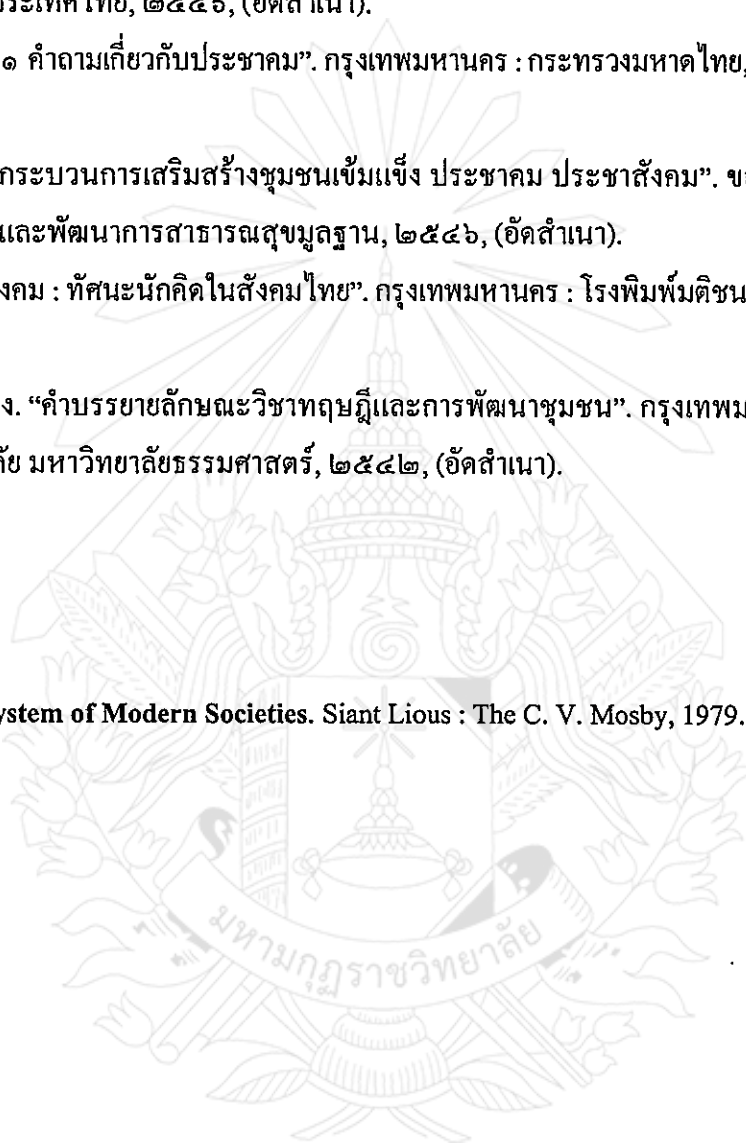 ระเทศไทย, ๒๕๔๖, (อัดสำเนา).
๑ คำถามเกี่ยวกับประชาคม”. กรุงเทพมหานคร : กระทรวงมหาดไทย,
กระบวนการเสริมสร้างชุมชนเข้มแข็ง ประชาคม ประชาสังคม”. ข
และพัฒนาการสาธารณสุขมูลฐาน, ๒๕๔๖, (อัดสำเนา).
งคม : ทัศนะนักคิดในสังคมไทย”. กรุงเทพมหานคร : โรงพิมพ์มติชน
ง. “คำบรรยายลักษณะวิชาทฤษฎีและการพัฒนาชุมชน”. กรุงเทพม
ัย มหาวิทยาลัยธรรมศาสตร์, ๒๕๔๒, (อัดสำเนา).
ystem of Modern Societies. Siant Lious : The C. V. Mosby, 1979.
มหามกุฏราชวิทยาลัย